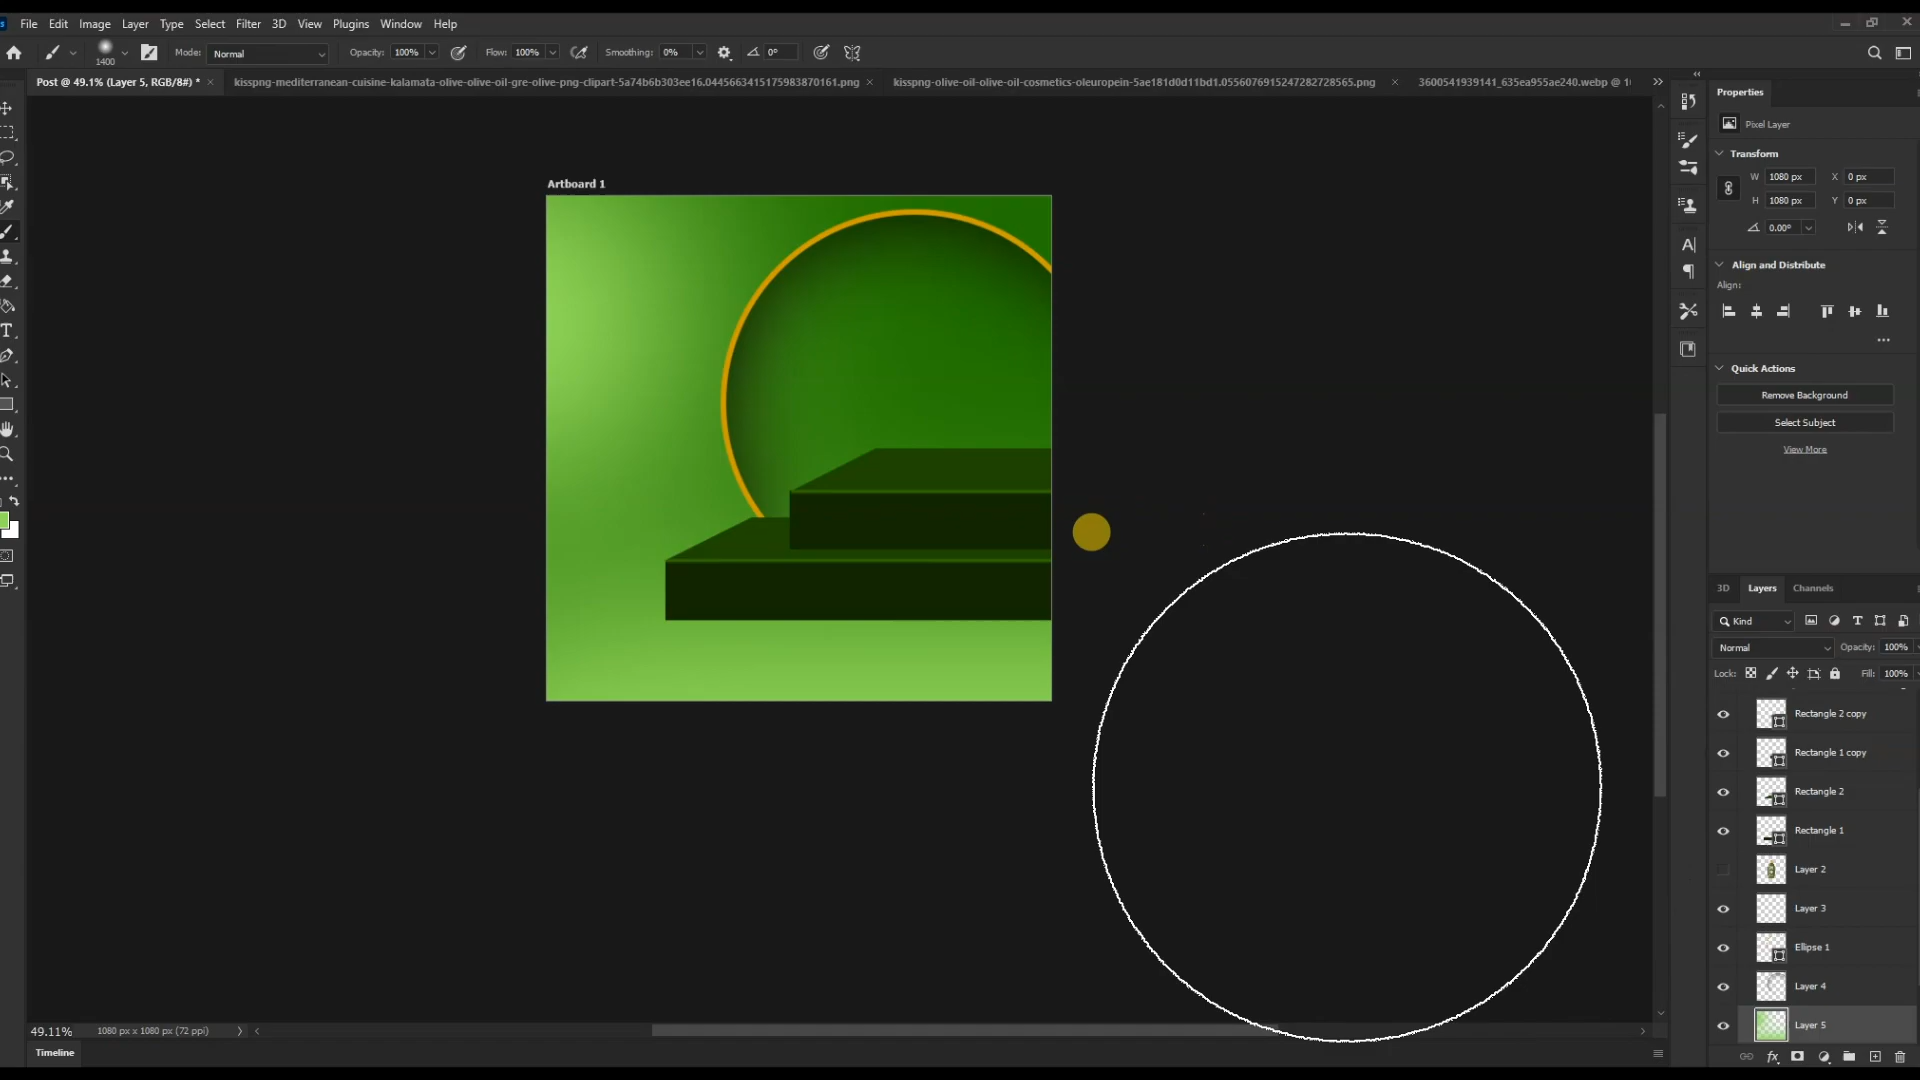 File Edit Image Layer Type Select Filter 3D View Plugins Window Help
1400 Mode: Normal Opacity: 100% Flow: 100% Smoothing: 0% 0°
Post @ 49.1% (Layer 5, RGB/8#) * kisspng-mediterranean-cuisine-kalamata-olive-olive-oil-gre-olive-png-clipart-5a74b6b303ee16.0445663415175983870161.png kisspng-olive-oil-olive-oil-cosmetics-oleuropein-5ae181d0d11bd1.0556076915247282728565.png 3600541939141_635ea955ae240.webp @ 1
Artboard 1
Properties
Pixel Layer
Transform
W 1080 px X 0 px
H 1080 px Y 0 px
0.00°
Align and Distribute
Align:
Quick Actions
Remove Background
Select Subject
View More
3D Layers Channels
Kind
Normal Opacity: 100%
Lock: Fill: 100%
Rectangle 2 copy
Rectangle 1 copy
Rectangle 2
Rectangle 1
Layer 2
Layer 3
Ellipse 1
Layer 4
Layer 5
49.11% 1080 px x 1080 px (72 ppi)
Timeline